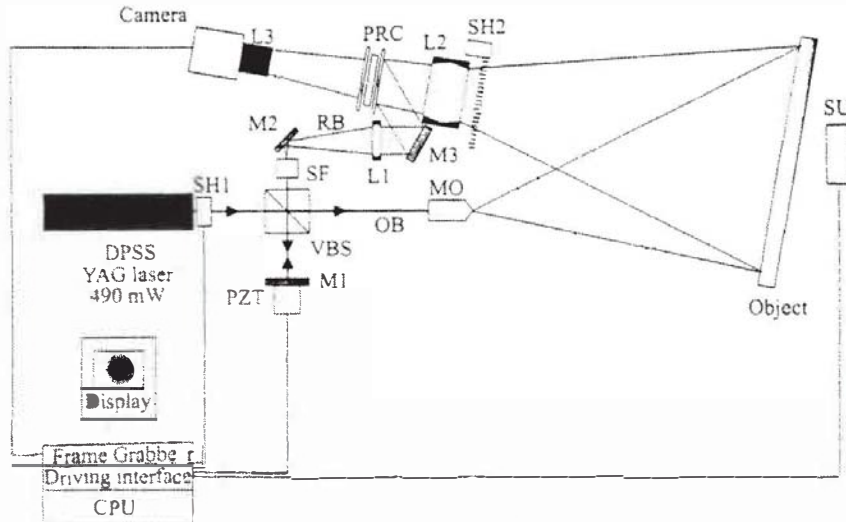 Camera
L3
PRC
L2
SH2
SU
M2
RB
M3
SF
L1
SH1
MO
OB
VBS
DPSS
YAG laser
490 mW
M1
PZT
Object
Display
Frame Grabbe r
Driving interface
CPU